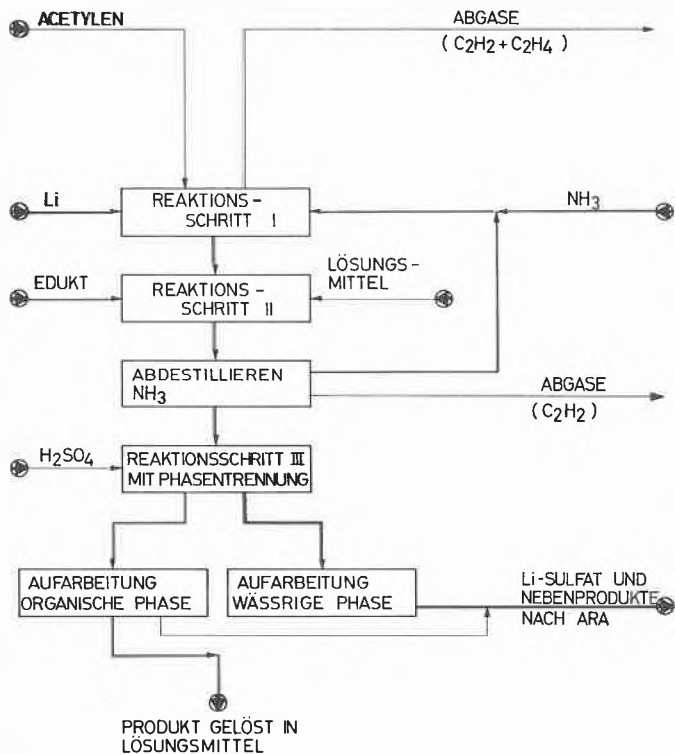 ACETYLEN
ABGASE
( C2H2 + C2H4 )
Li
REAKTIONS -
SCHRITT I
NH3
EDUKT
REAKTIONS -
SCHRITT II
LÖSUNGS -
MITTEL
ABDESTILLIEREN
NH3
ABGASE
(C2H2)
H2SO4
REAKTIONSSCHRITT III
MIT PHASENTRENNUNG
AUFARBEITUNG
ORGANISCHE PHASE
AUFARBEITUNG
WÄSSRIGE PHASE
Li-SULFAT UND
NEBENPRODUKTE
NACH ARA
PRODUKT GELÖST IN
LÖSUNGSMITTEL